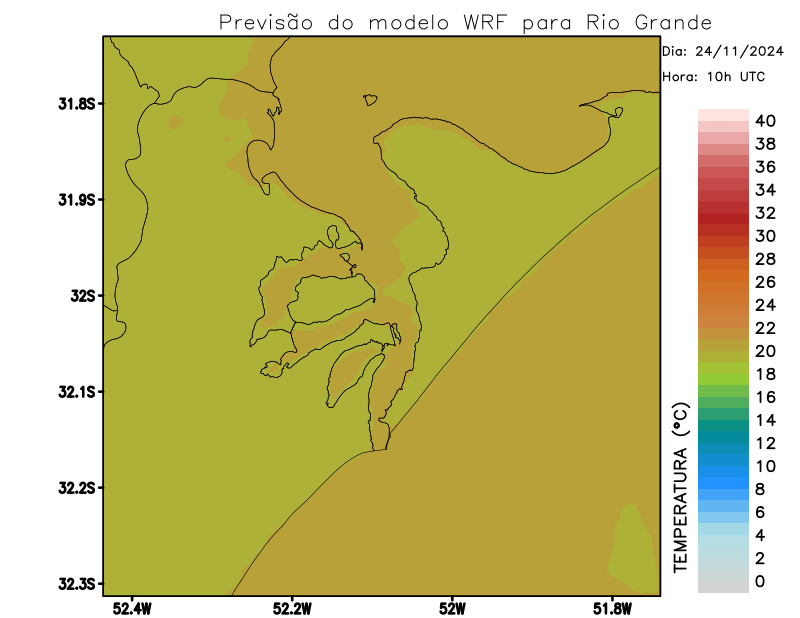 Previsão do modelo WRF para Rio Grande
Dia: 24/11/2024
Hora: 10h UTC
31.8S
31.9S
32S
32.1S
32.2S
32.3S
52.4W
52.2W
52W
51.8W
TEMPERATURA (°C)
40
38
36
34
32
30
28
26
24
22
20
18
16
14
12
10
8
6
4
2
0